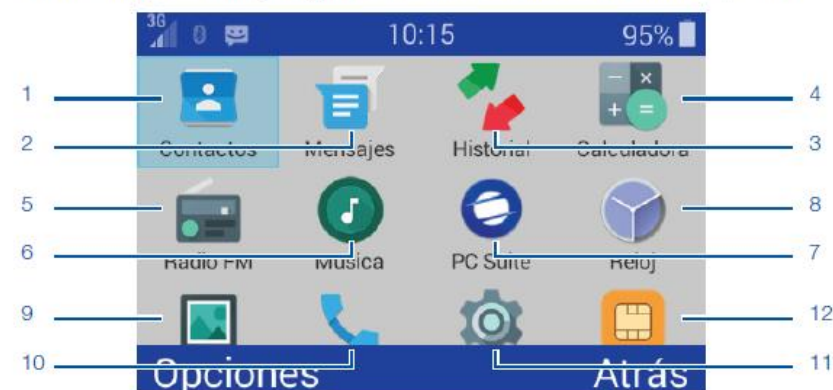 3G 10:15 95%
1 4
2 3
Contactos Mensajes Historial Calculadora
5 8
6 7
Radio FM Música PC Suite Reloj
9 12
10 11
Opciones Atrás